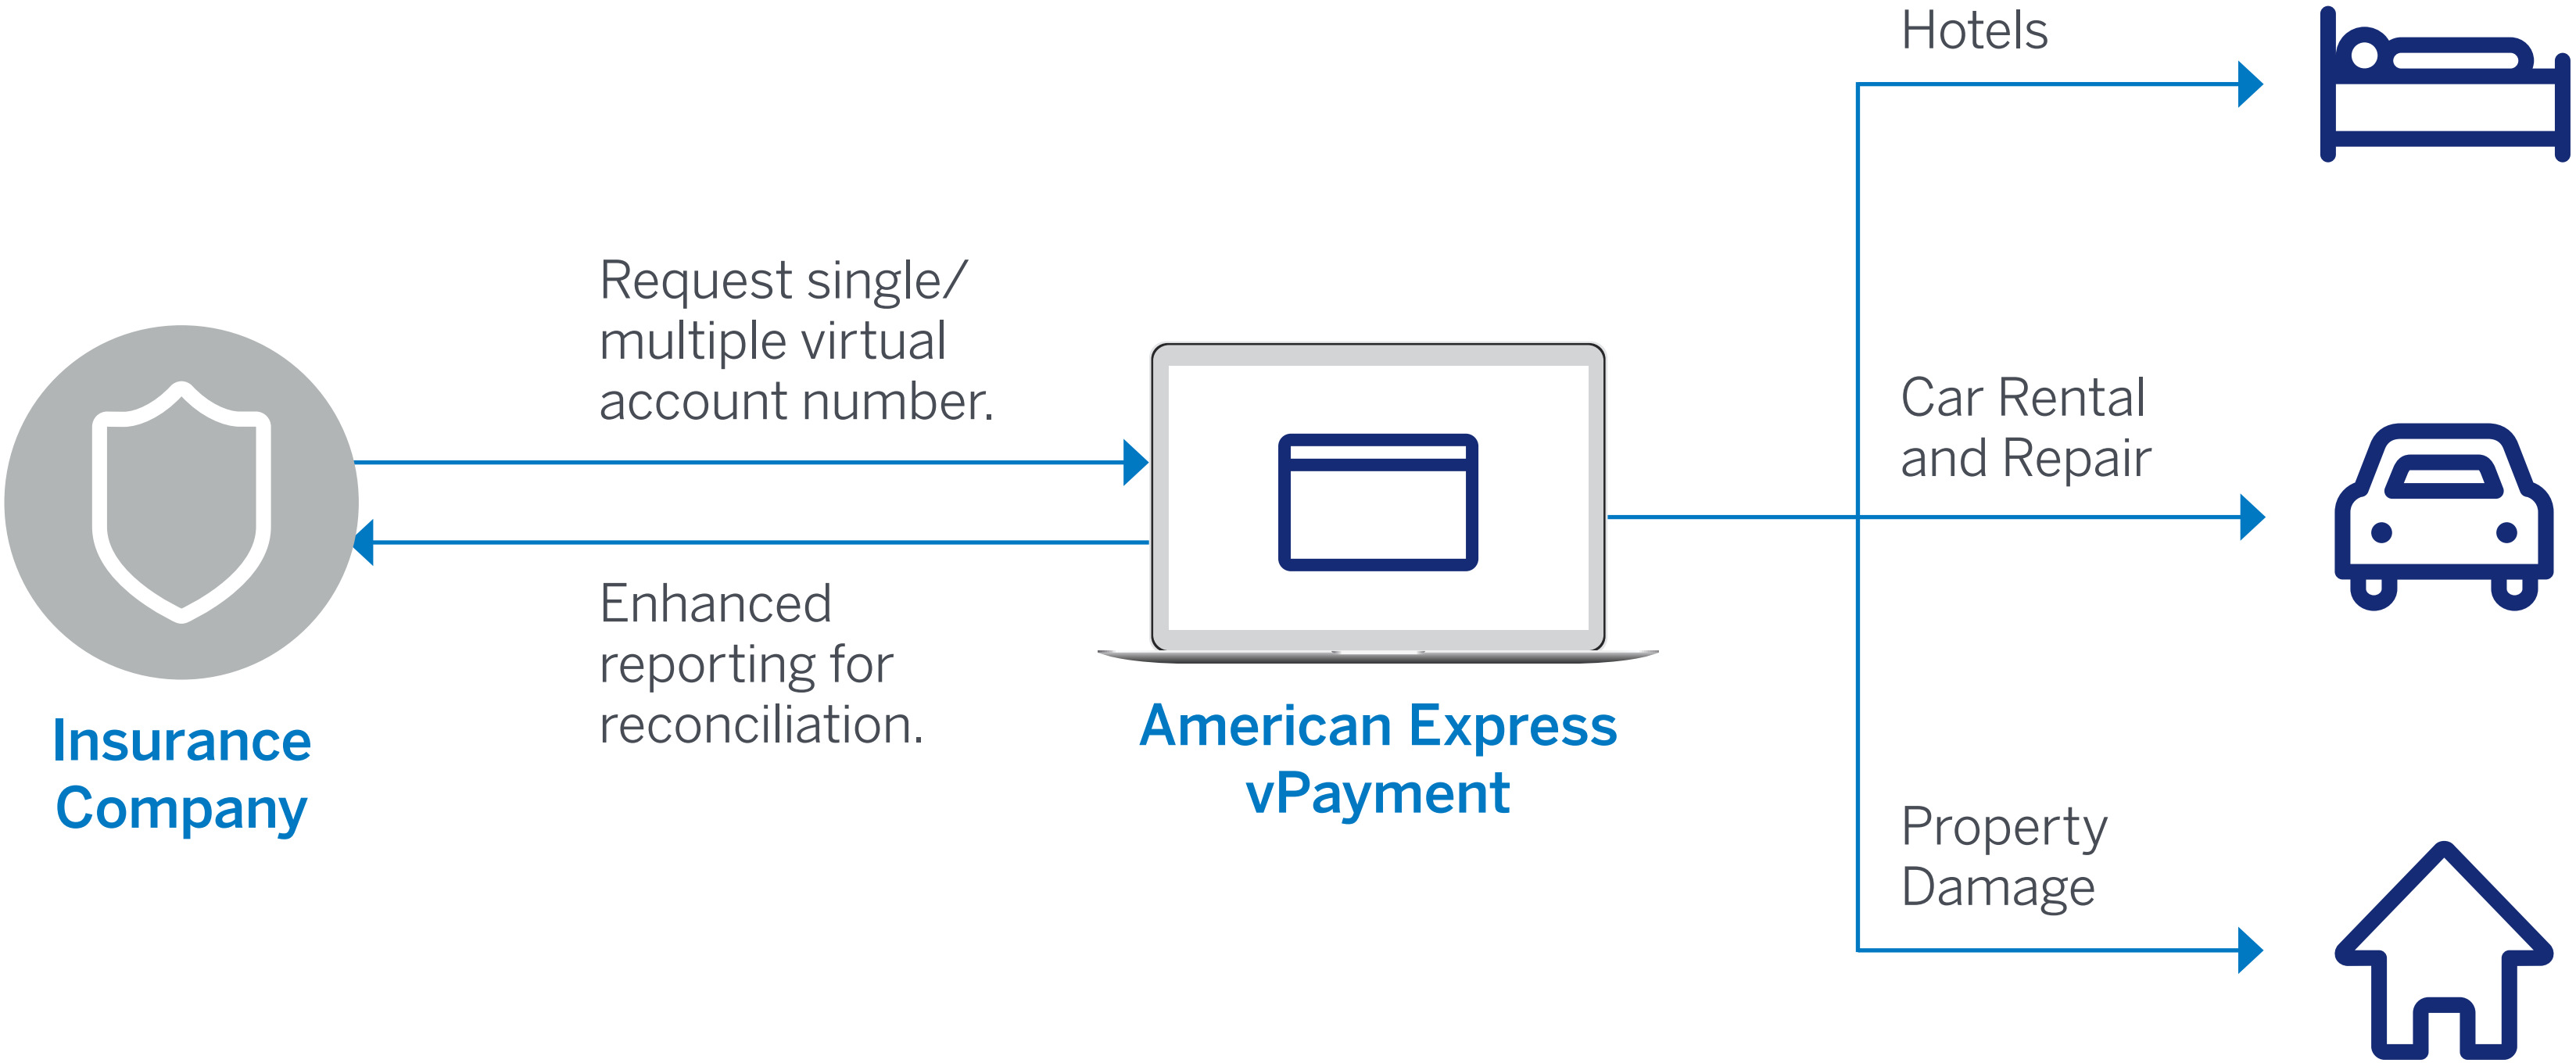 Hotels
Request single/
multiple virtual
account number.
Car Rental
and Repair
Enhanced
reporting for
reconciliation.
Insurance
Company
American Express
vPayment
Property
Damage